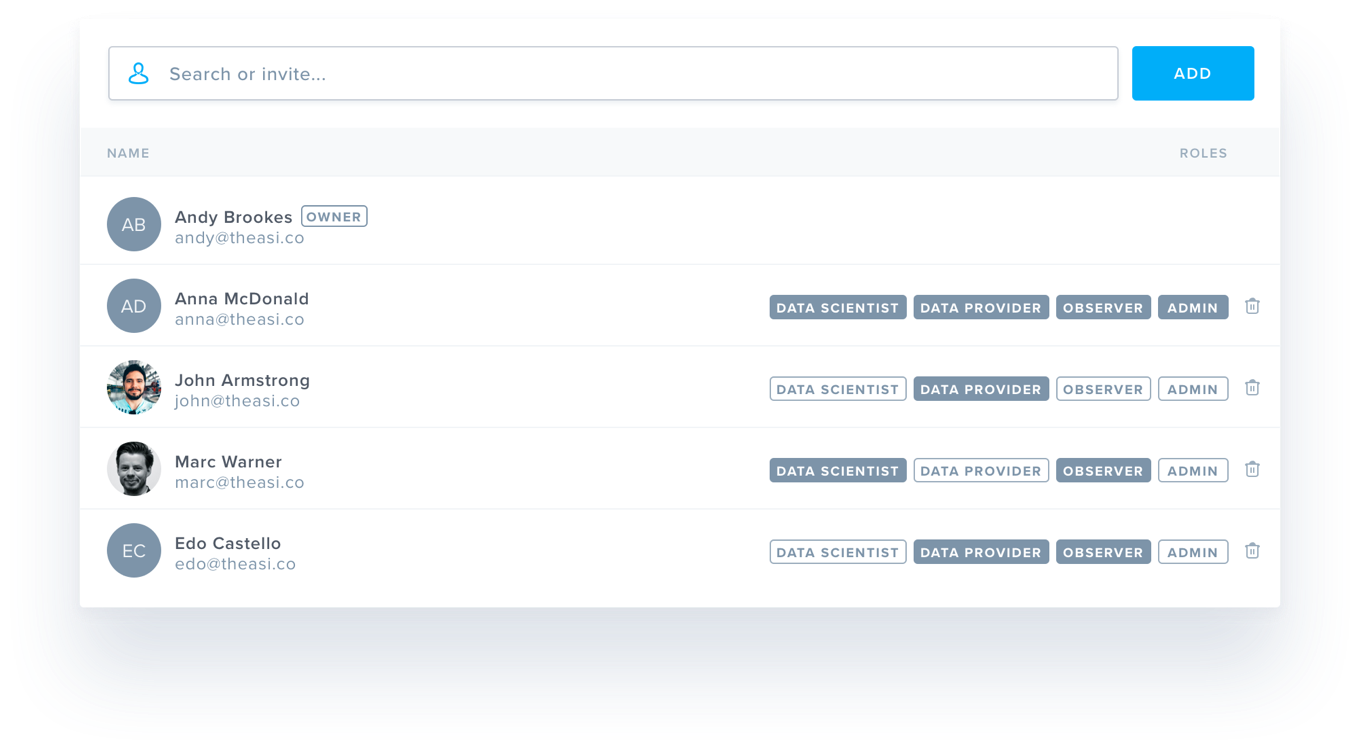 Search or invite...
ADD
NAME ROLES
AB
Andy Brookes OWNER
andy@theasi.co
AD
Anna McDonald
anna@theasi.co
DATA SCIENTIST DATA PROVIDER OBSERVER ADMIN
John Armstrong
john@theasi.co
DATA SCIENTIST DATA PROVIDER OBSERVER ADMIN
Marc Warner
marc@theasi.co
DATA SCIENTIST DATA PROVIDER OBSERVER ADMIN
EC
Edo Castello
edo@theasi.co
DATA SCIENTIST DATA PROVIDER OBSERVER ADMIN